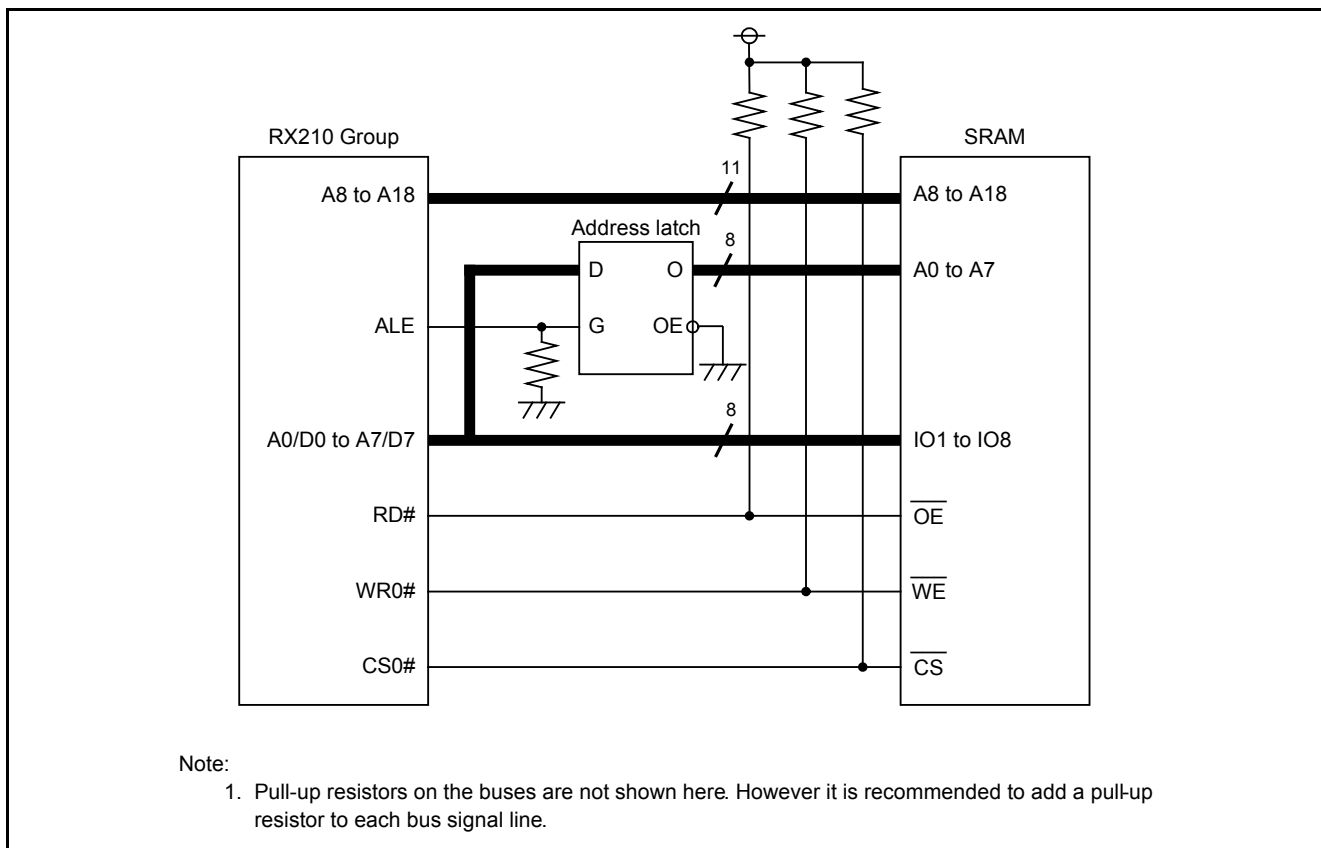 RX210 Group
SRAM
A8 to A18
11
A8 to A18
Address latch
D
O
8
A0 to A7
ALE
G
OE
A0/D0 to A7/D7
8
IO1 to IO8
RD#
OE
WR0#
WE
CS0#
CS
Note:
1. Pull-up resistors on the buses are not shown here. However it is recommended to add a pull-up
resistor to each bus signal line.